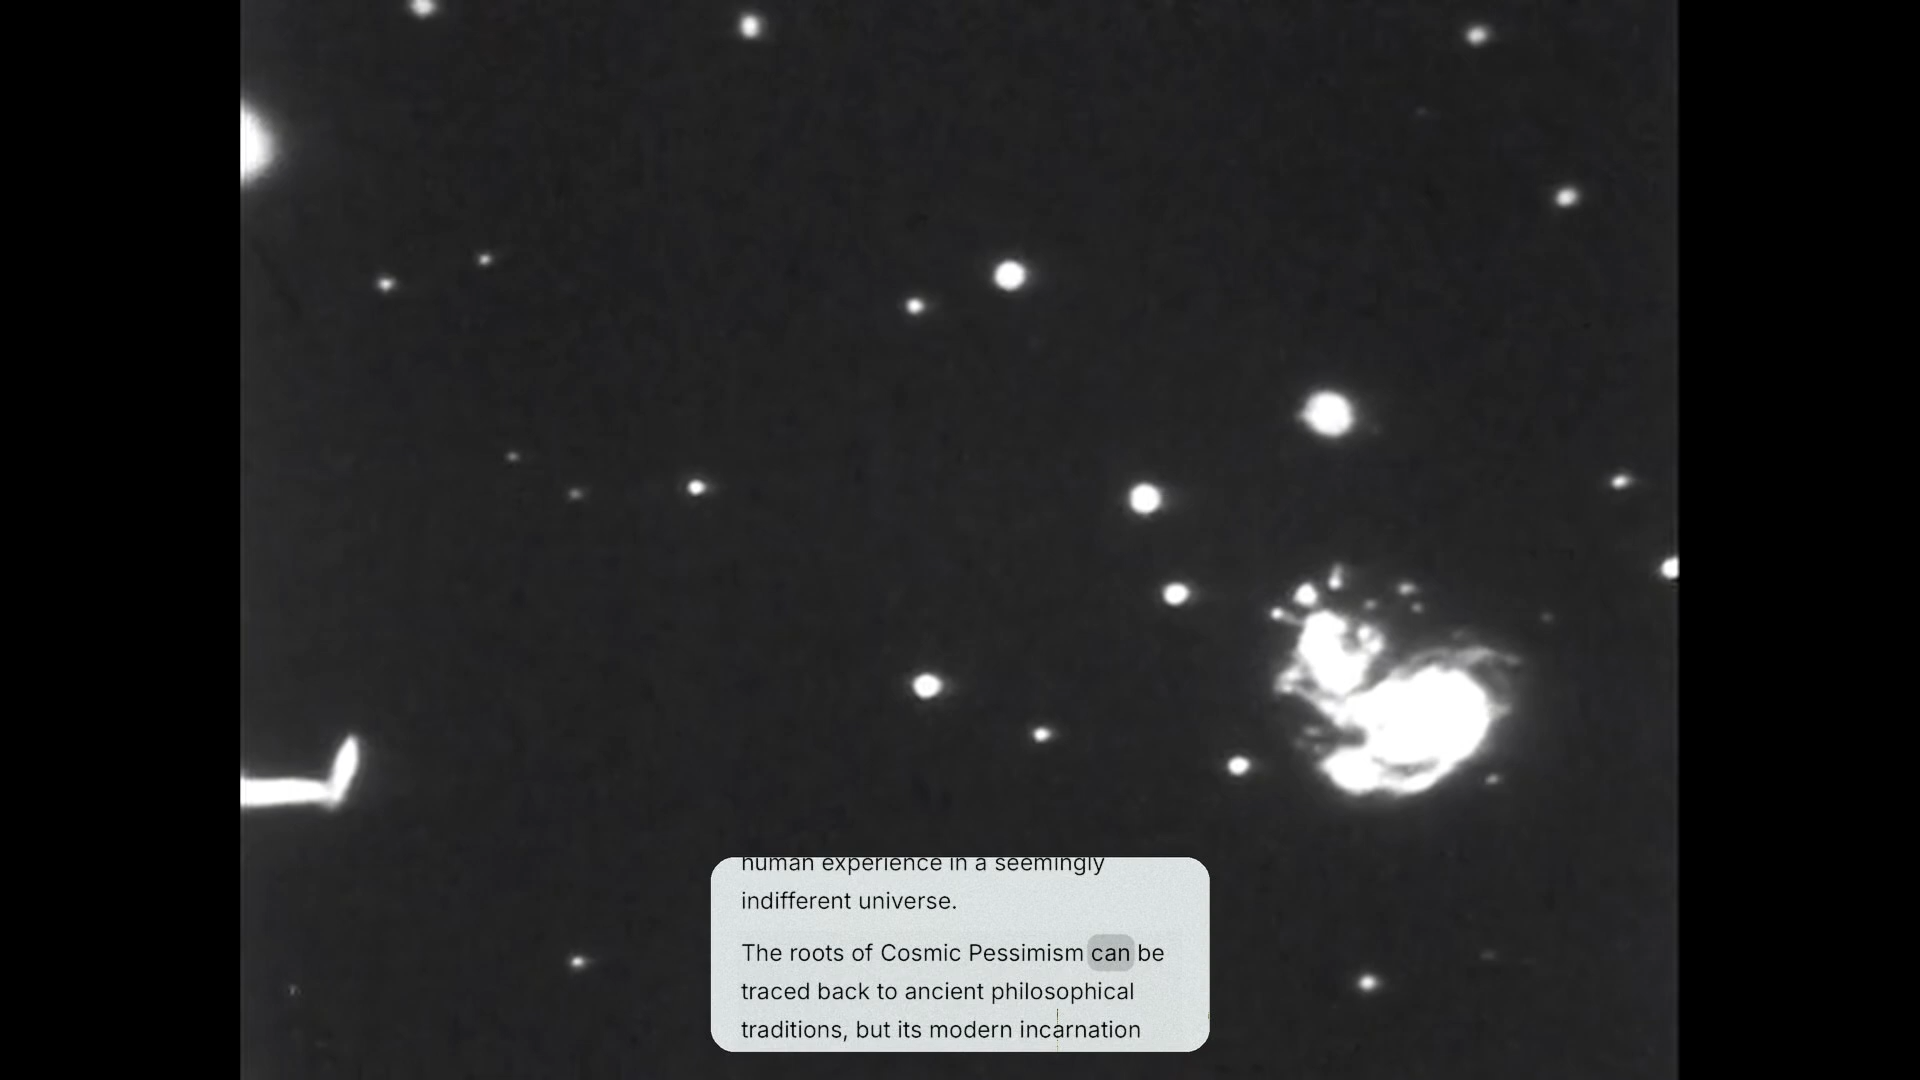 human experience in a seemingly
indifferent universe.
The roots of Cosmic Pessimism can be
traced back to ancient philosophical
traditions, but its modern incarnation